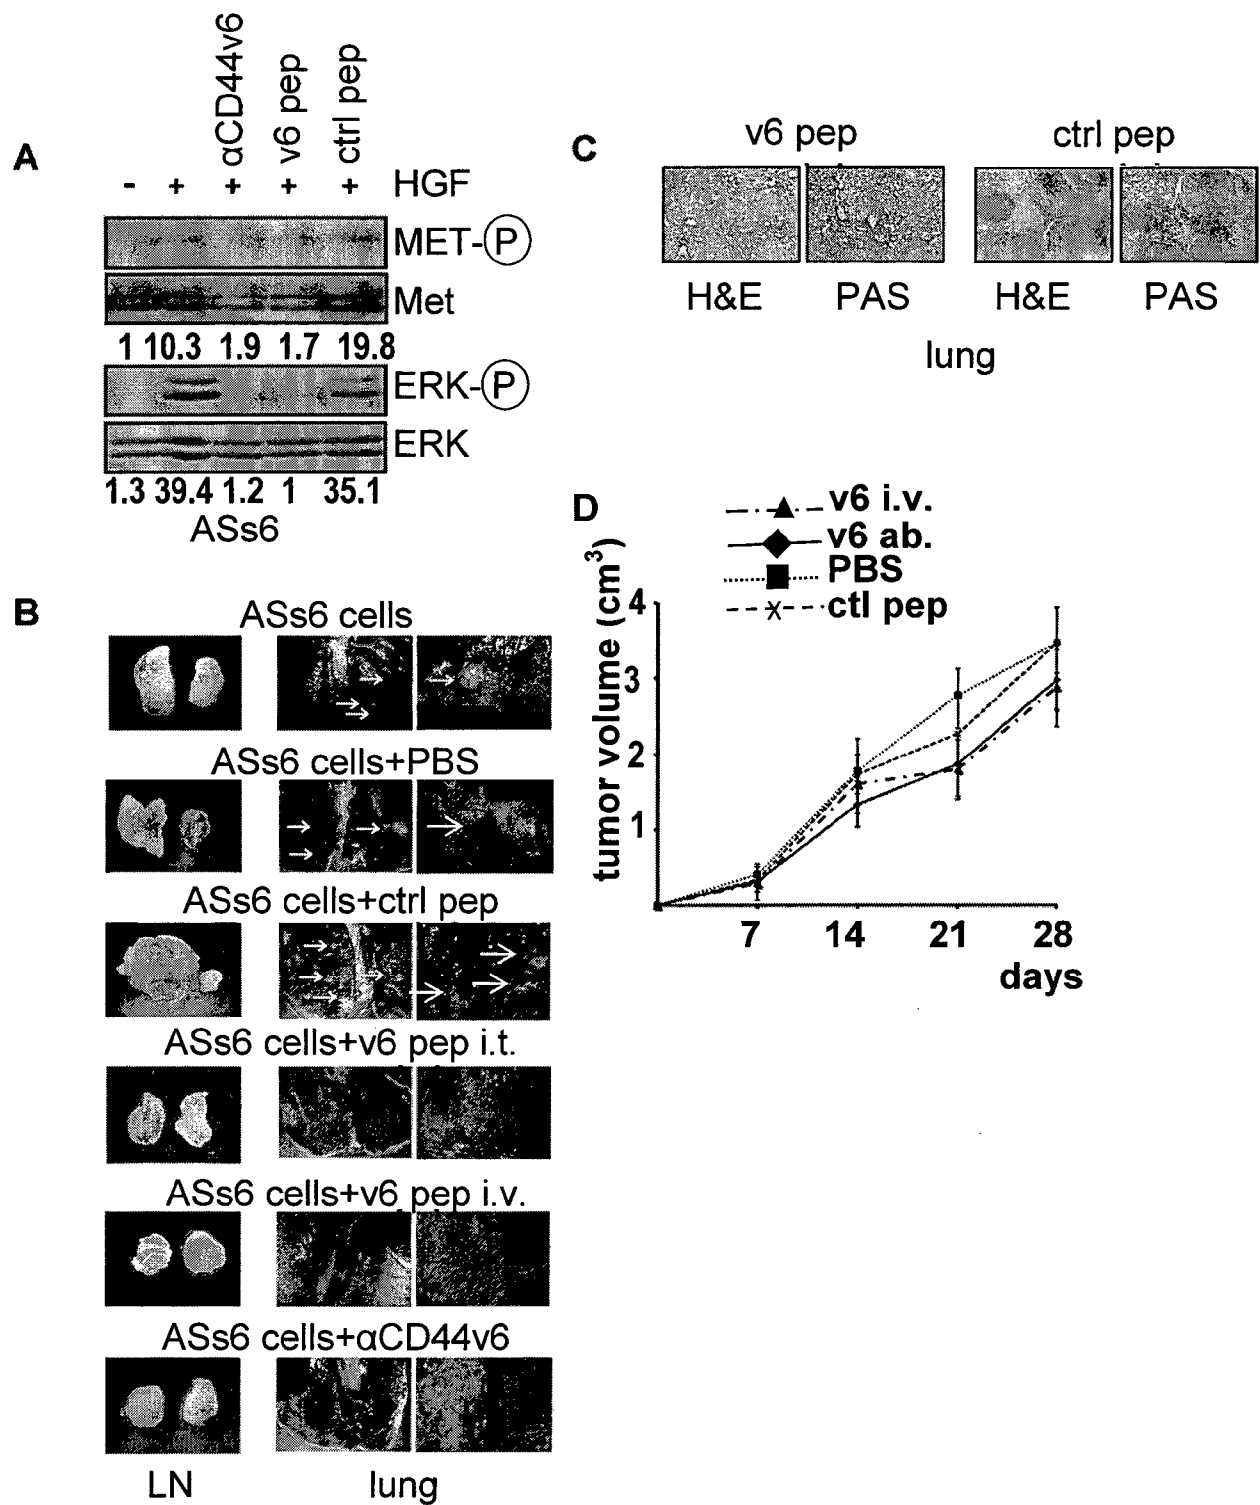 A
αCD44v6
v6 pep
ctrl pep
- + + + + HGF
MET-P
Met
1 10.3 1.9 1.7 19.8
ERK-P
ERK
1.3 39.4 1.2 1 35.1
ASs6
B
ASs6 cells
ASs6 cells+PBS
ASs6 cells+ctrl pep
ASs6 cells+v6 pep i.t.
ASs6 cells+v6 pep i.v.
ASs6 cells+αCD44v6
LN lung
C
v6 pep ctrl pep
H&E PAS H&E PAS
lung
D
v6 i.v.
v6 ab.
PBS
ctl pep
tumor volume (cm³)
4
3
2
1
7 14 21 28
days